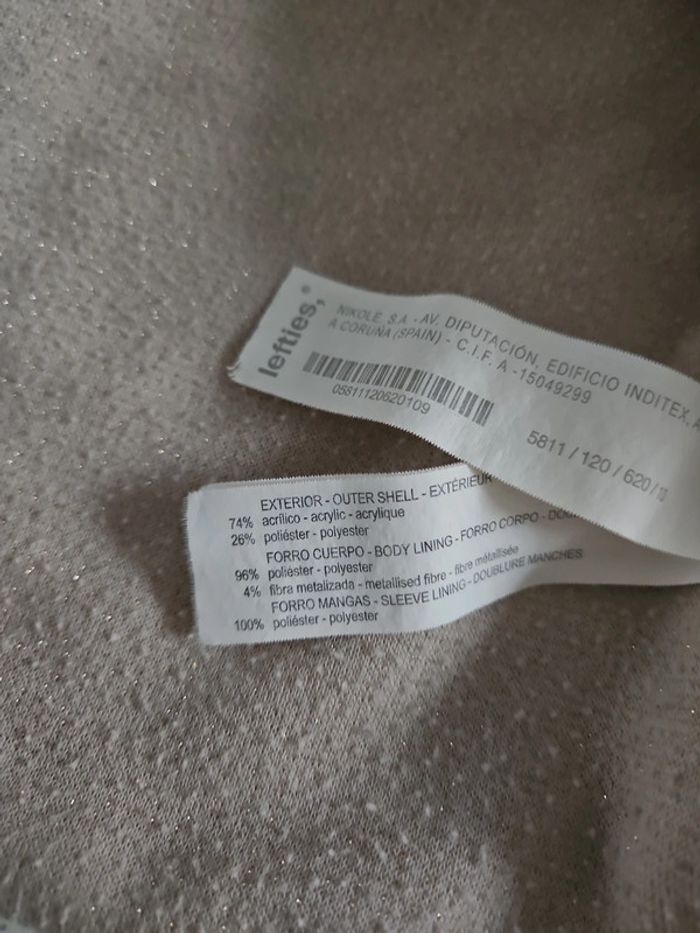 lefties,®
NIKOLE, S.A. - AV. DIPUTACIÓN, EDIFICIO INDITEX, A
A CORUÑA (SPAIN) - C.I.F. A -15049299
05811120620109
5811 / 120 / 620 /
EXTERIOR - OUTER SHELL - EXTÉRIEUR
74% acrílico - acrylic - acrylique
26% poliéster - polyester
FORRO CUERPO - BODY LINING - FORRO CORPO -
96% poliéster - polyester
4% fibra metalizada - metallised fibre - fibre métallisée
FORRO MANGAS - SLEEVE LINING - DOUBLURE MANCHES
100% poliéster - polyester